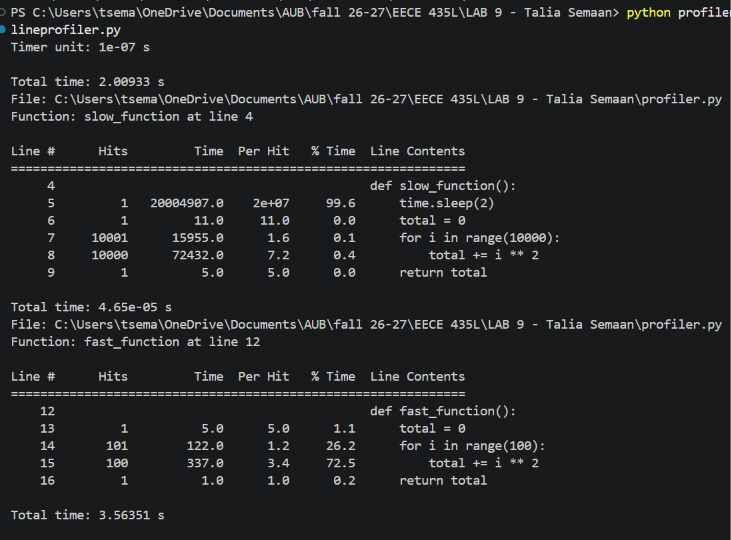 PS C:\Users\tsema\OneDrive\Documents\AUB\fall 26-27\EECE 435L\LAB 9 - Talia Semaan> python profiler
lineprofiler.py
Timer unit: 1e-07 s

Total time: 2.00933 s
File: C:\Users\tsema\OneDrive\Documents\AUB\fall 26-27\EECE 435L\LAB 9 - Talia Semaan\profiler.py
Function: slow_function at line 4

Line #      Hits         Time  Per Hit   % Time  Line Contents
==============================================================
     4                                           def slow_function():
     5         1   20004907.0    2e+07     99.6      time.sleep(2)
     6         1         11.0     11.0      0.0      total = 0
     7     10001      15955.0      1.6      0.1      for i in range(10000):
     8     10000      72432.0      7.2      0.4          total += i ** 2
     9         1          5.0      5.0      0.0      return total

Total time: 4.65e-05 s
File: C:\Users\tsema\OneDrive\Documents\AUB\fall 26-27\EECE 435L\LAB 9 - Talia Semaan\profiler.py
Function: fast_function at line 12

Line #      Hits         Time  Per Hit   % Time  Line Contents
==============================================================
    12                                           def fast_function():
    13         1          5.0      5.0      1.1      total = 0
    14       101        122.0      1.2     26.2      for i in range(100):
    15       100        337.0      3.4     72.5          total += i ** 2
    16         1          1.0      1.0      0.2      return total

Total time: 3.56351 s